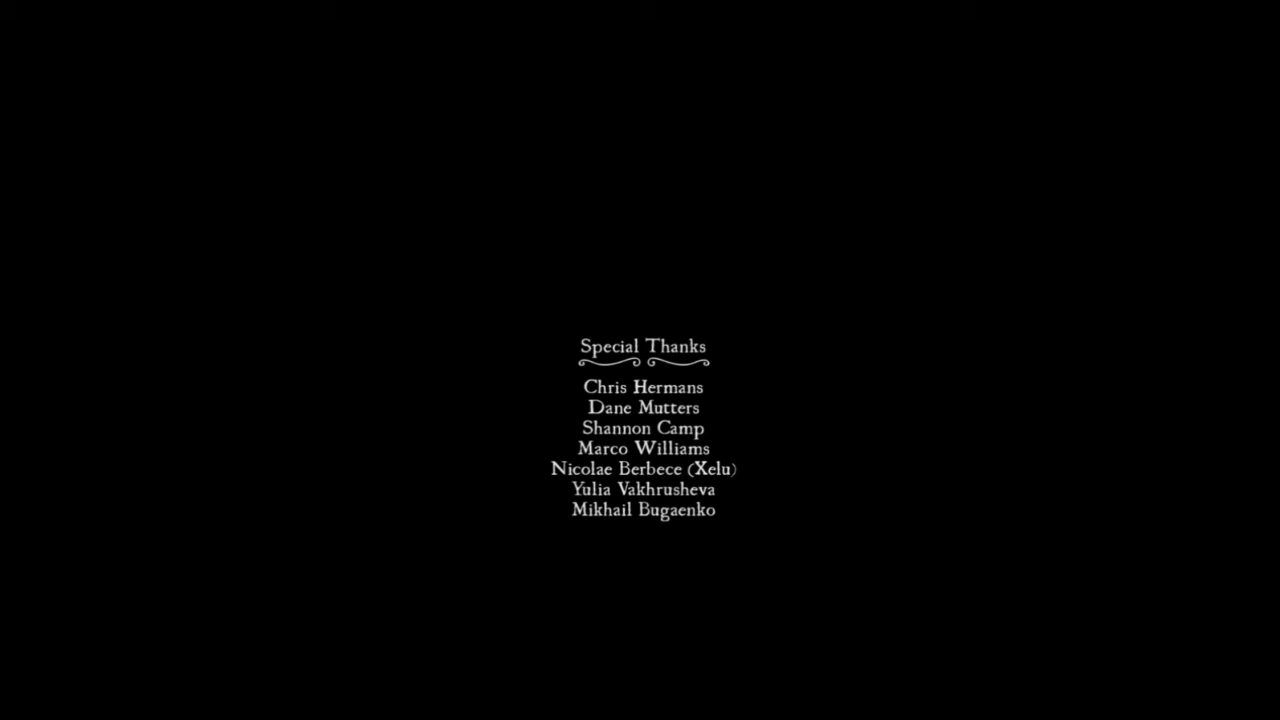 Special Thanks
Chris Hermans
Dane Mutters
Shannon Camp
Marco Williams
Nicolae Berbece (Xelu)
Yulia Vakhrusheva
Mikhail Bugaenko